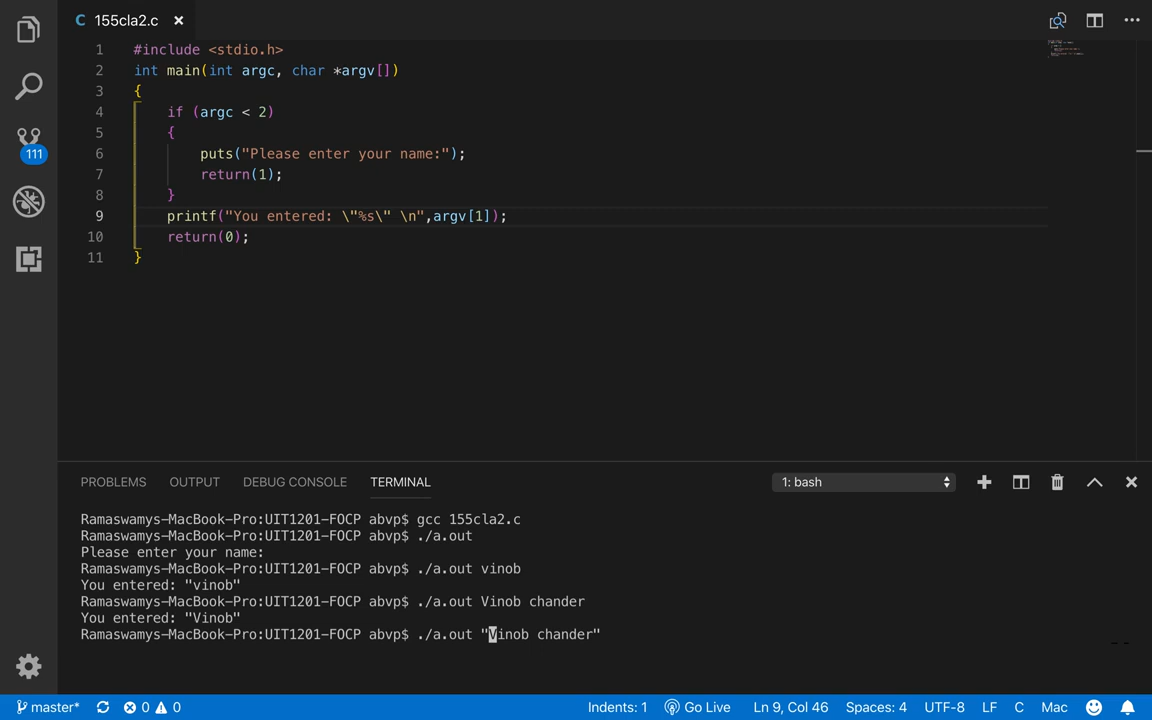 C 155cla2.c ×
1 #include <stdio.h>
2 int main(int argc, char *argv[])
3 {
4 if (argc < 2)
5 {
6 puts("Please enter your name:");
7 return(1);
8 }
9 printf("You entered: \"%s\" \n",argv[1]);
10 return(0);
11 }
111
PROBLEMS OUTPUT DEBUG CONSOLE TERMINAL 1: bash
Ramaswamys-MacBook-Pro:UIT1201-FOCP abvp$ gcc 155cla2.c
Ramaswamys-MacBook-Pro:UIT1201-FOCP abvp$ ./a.out
Please enter your name:
Ramaswamys-MacBook-Pro:UIT1201-FOCP abvp$ ./a.out vinob
You entered: "vinob"
Ramaswamys-MacBook-Pro:UIT1201-FOCP abvp$ ./a.out Vinob chander
You entered: "Vinob"
Ramaswamys-MacBook-Pro:UIT1201-FOCP abvp$ ./a.out "Vinob chander"
master* 0 0 Indents: 1 Go Live Ln 9, Col 46 Spaces: 4 UTF-8 LF C Mac